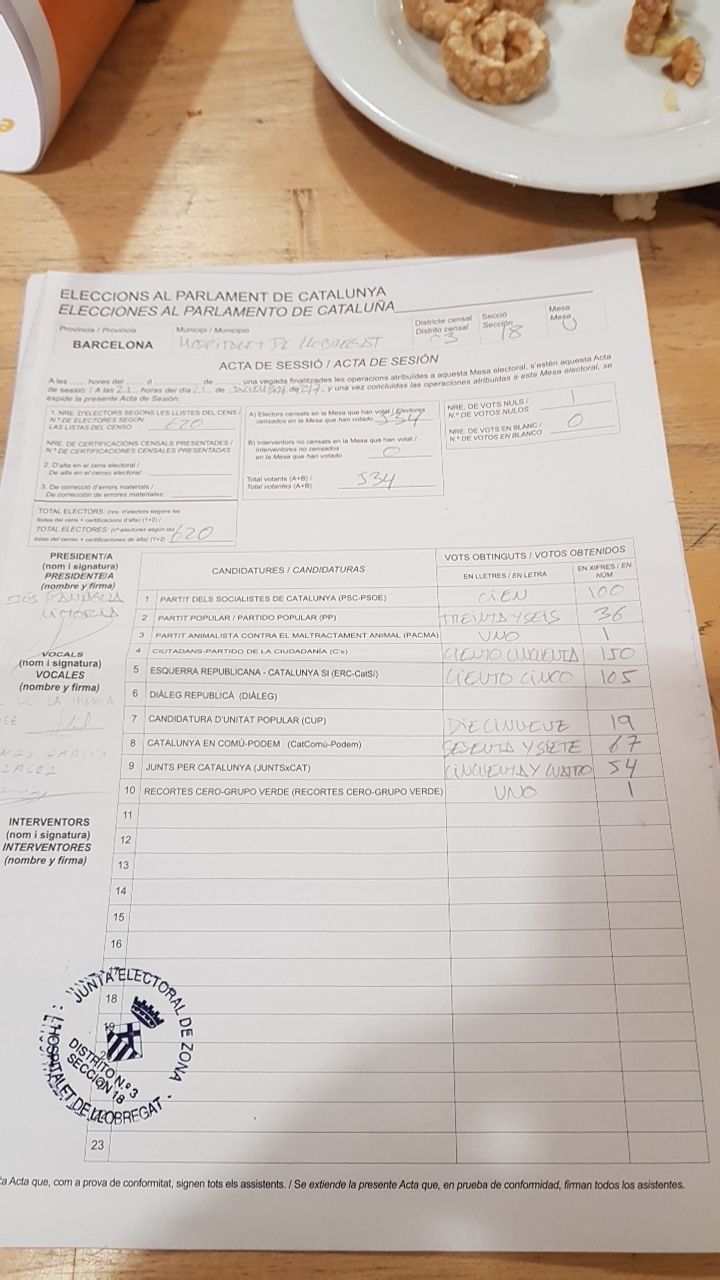 ELECCIONS AL PARLAMENT DE CATALUNYA
ELECCIONES AL PARLAMENTO DE CATALUÑA
Província / Provincia
BARCELONA
Municipi / Municipio
HOSPITALET DE LLOBREGAT
Districte censal
Distrito censal
03
Secció
Sección
18
Mesa
Mesa
U
ACTA DE SESSIÓ / ACTA DE SESIÓN
A les hores del d de , una vegada finalitzades les operacions atribuïdes a aquesta Mesa electoral, s'estén aquesta Acta
de sessió / A las 21 horas del día 21 de DICIEMBRE de 2017, y una vez concluidas las operaciones atribuidas a esta Mesa electoral, se
expide la presente Acta de Sesión:
1. NRE. D'ELECTORS SEGONS LES LLISTES DEL CENS /
N.º DE ELECTORES SEGÚN
LAS LISTAS DEL CENSO 620
NRE. DE CERTIFICACIONS CENSALS PRESENTADES /
N.º DE CERTIFICACIONES CENSALES PRESENTADAS
2. D'alta en el cens electoral /
De alta en el censo electoral:
3. De correcció d'errors materials /
De corrección de errores materiales:
TOTAL ELECTORS: (nre. d'electors segons les
llistes del cens + certificacions d'alta) (1+2) /
TOTAL ELECTORES: (nº electores según las
listas del censo + certificaciones de alta) (1+2) 620
A) Electors censats en la Mesa que han votat / Electores
censados en la Mesa que han votado 534
B) Interventors no censats en la Mesa que han votat /
Interventores no censados
en la Mesa que han votado 0
Total votants (A+B) /
Total votantes (A+B) 534
NRE. DE VOTS NULS /
N.º DE VOTOS NULOS 1
NRE. DE VOTS EN BLANC /
N.º DE VOTOS EN BLANCO 0
PRESIDENT/A
(nom i signatura)
PRESIDENTE/A
(nombre y firma)
VICTORIA
VOCALS
(nom i signatura)
VOCALES
(nombre y firma)
INTERVENTORS
(nom i signatura)
INTERVENTORES
(nombre y firma)
CANDIDATURES / CANDIDATURAS
VOTS OBTINGUTS / VOTOS OBTENIDOS
EN LLETRES / EN LETRA
EN XIFRES / EN NÚM
1 PARTIT DELS SOCIALISTES DE CATALUNYA (PSC-PSOE) CIEN 100
2 PARTIT POPULAR / PARTIDO POPULAR (PP) TREINTA Y SEIS 36
3 PARTIT ANIMALISTA CONTRA EL MALTRACTAMENT ANIMAL (PACMA) UNO 1
4 CIUTADANS-PARTIDO DE LA CIUDADANÍA (C's) CIENTO CINCUENTA 150
5 ESQUERRA REPUBLICANA - CATALUNYA SI (ERC-CatSí) CIENTO CINCO 105
6 DIÀLEG REPUBLICÀ (DIÀLEG)
7 CANDIDATURA D'UNITAT POPULAR (CUP) DIECINUEVE 19
8 CATALUNYA EN COMÚ-PODEM (CatComú-Podem) SESENTA Y SIETE 67
9 JUNTS PER CATALUNYA (JUNTSxCAT) CINCUENTA Y CUATRO 54
10 RECORTES CERO-GRUPO VERDE (RECORTES CERO-GRUPO VERDE) UNO 1
11
12
13
14
15
16
17
18
19
23
JUNTA ELECTORAL DE ZONA
DISTRITO N.º 3
SECCIÓN 18
L'HOSPITALET DE LLOBREGAT
Acta que, com a prova de conformitat, signen tots els assistents. / Se extiende la presente Acta que, en prueba de conformidad, firman todos los asistentes.